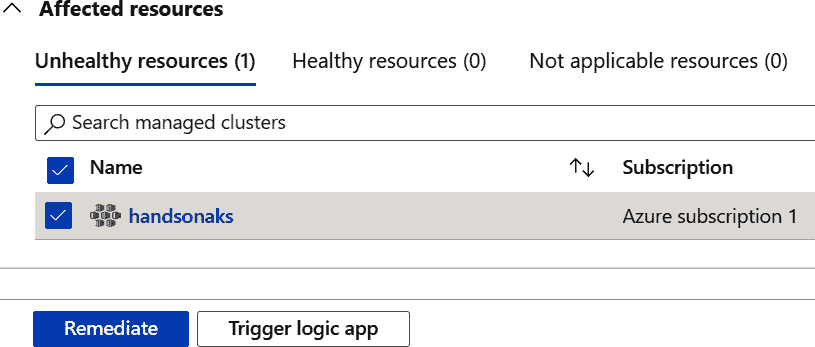 Affected resources
Unhealthy resources (1) Healthy resources (0) Not applicable resources (0)
Search managed clusters
Name Subscription
handsonaks Azure subscription 1
Remediate Trigger logic app